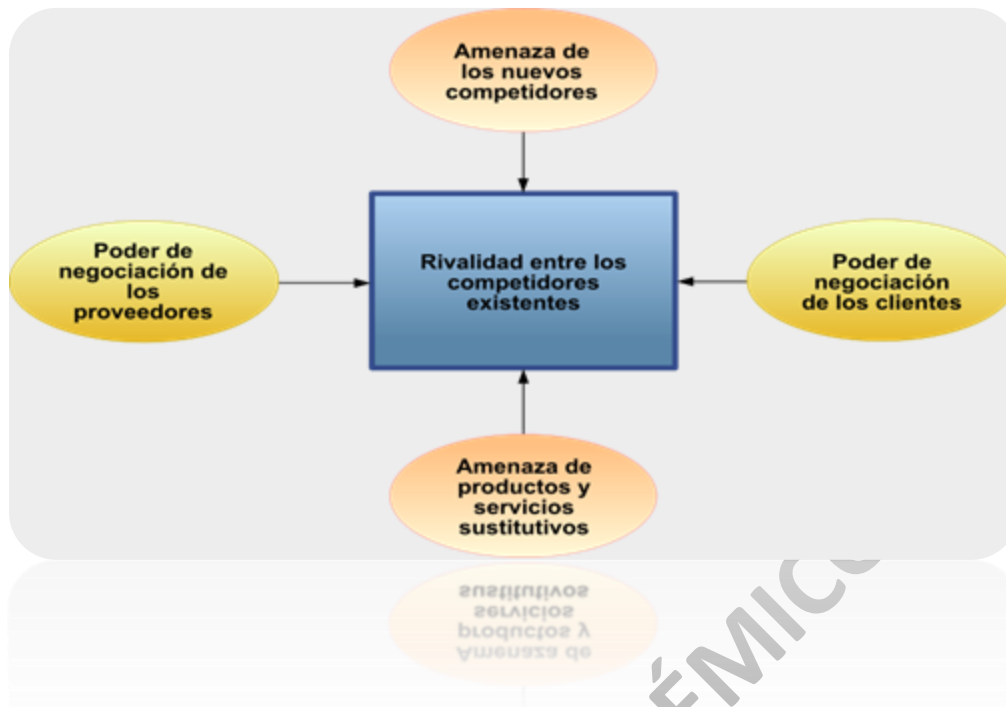 Amenaza de
los nuevos
competidores
Poder de
negociación de
los
proveedores
Rivalidad entre los
competidores
existentes
Poder de
negociación
de los clientes
Amenaza de
productos y
servicios
sustitutivos